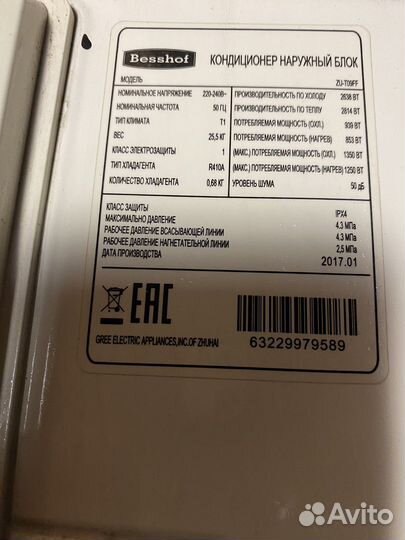 Besshof
КОНДИЦИОНЕР НАРУЖНЫЙ БЛОК
МОДЕЛЬ ZU-T09FF
НОМИНАЛЬНОЕ НАПРЯЖЕНИЕ 220-240В~
НОМИНАЛЬНАЯ ЧАСТОТА 50 ГЦ
ТИП КЛИМАТА T1
ВЕС 25,5 КГ
КЛАСС ЭЛЕКТРОЗАЩИТЫ 1
ТИП ХЛАДАГЕНТА R410A
КОЛИЧЕСТВО ХЛАДАГЕНТА 0,68 КГ
ПРОИЗВОДИТЕЛЬНОСТЬ ПО ХОЛОДУ 2638 ВТ
ПРОИЗВОДИТЕЛЬНОСТЬ ПО ТЕПЛУ 2814 ВТ
ПОТРЕБЛЯЕМАЯ МОЩНОСТЬ (ОХЛ.) 939 ВТ
ПОТРЕБЛЯЕМАЯ МОЩНОСТЬ (НАГРЕВ) 853 ВТ
(МАКС.) ПОТРЕБЛЯЕМАЯ МОЩНОСТЬ (ОХЛ.) 1350 ВТ
(МАКС.) ПОТРЕБЛЯЕМАЯ МОЩНОСТЬ (НАГРЕВ) 1250 ВТ
УРОВЕНЬ ШУМА 50 дБ
КЛАСС ЗАЩИТЫ IPX4
МАКСИМАЛЬНО ДАВЛЕНИЕ 4.3 МПа
РАБОЧЕЕ ДАВЛЕНИЕ ВСАСЫВАЮЩЕЙ ЛИНИИ 4.3 МПа
РАБОЧЕЕ ДАВЛЕНИЕ НАГНЕТАТЕЛЬНОЙ ЛИНИИ 2,5 МПа
ДАТА ПРОИЗВОДСТВА 2017.01
EAC
GREE ELECTRIC APPLIANCES,INC.OF ZHUHAI
63229979589
Avito